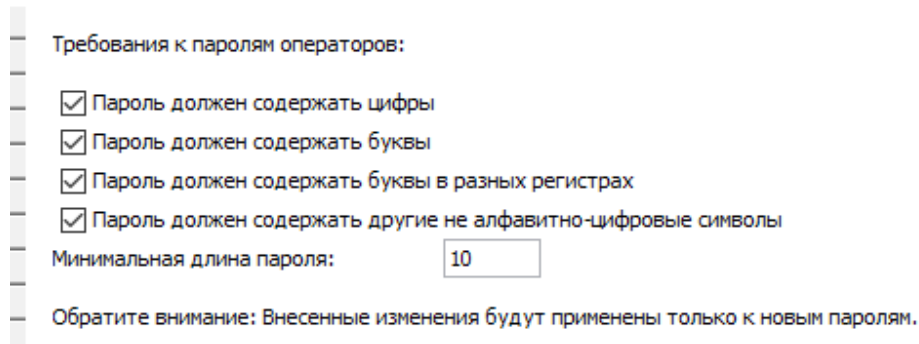 Требования к паролям операторов:
Пароль должен содержать цифры
Пароль должен содержать буквы
Пароль должен содержать буквы в разных регистрах
Пароль должен содержать другие не алфавитно-цифровые символы
Минимальная длина пароля: 10
Обратите внимание: Внесенные изменения будут применены только к новым паролям.